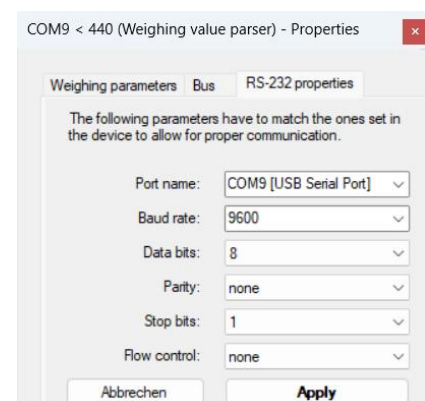 COM9 < 440 (Weighing value parser) - Properties
×
Weighing parameters Bus RS-232 properties
The following parameters have to match the ones set in
the device to allow for proper communication.
Port name: COM9 [USB Serial Port]
Baud rate: 9600
Data bits: 8
Parity: none
Stop bits: 1
Flow control: none
Abbrechen Apply